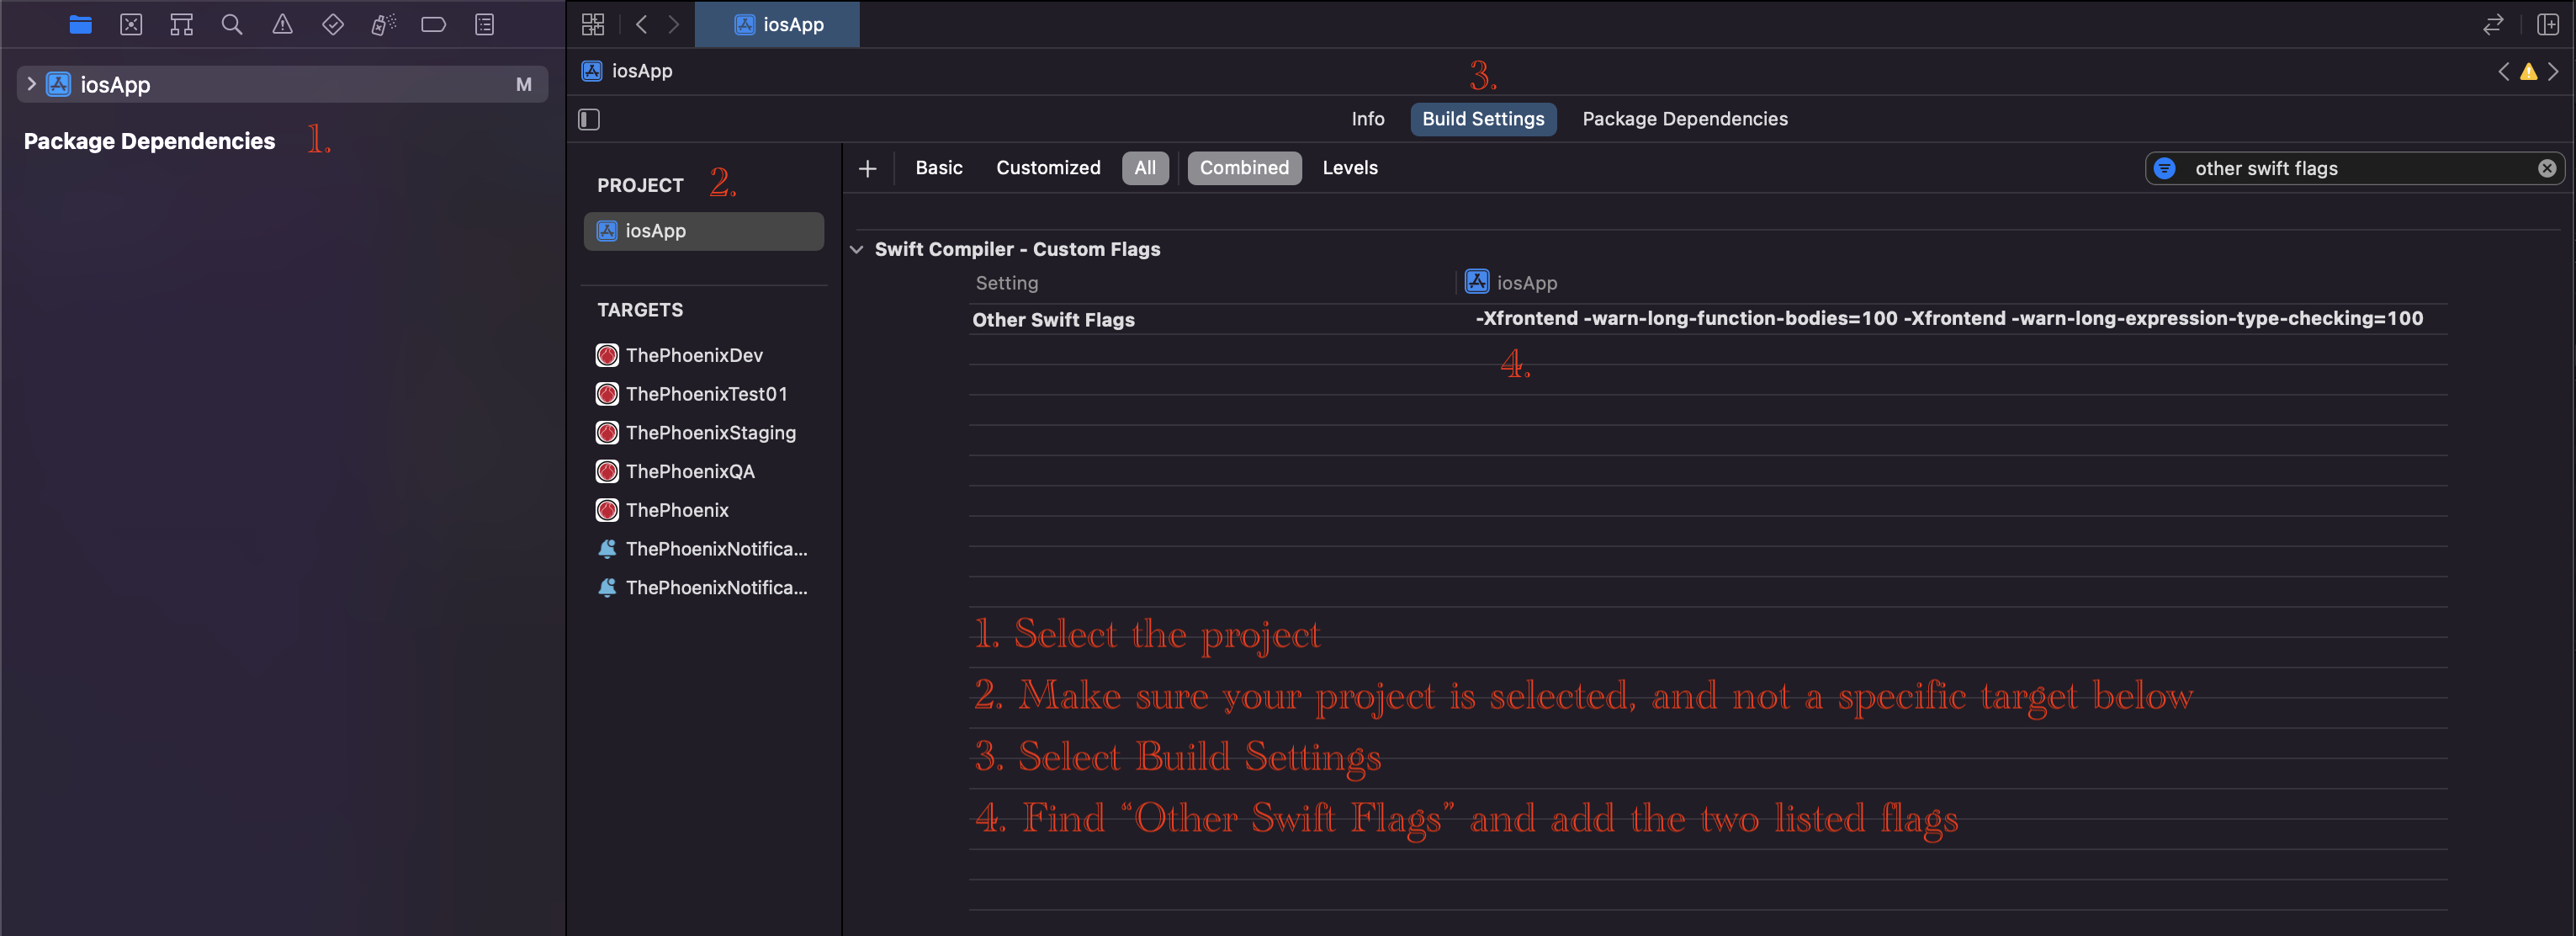 iosApp
iosApp M
iosApp
3.
Package Dependencies 1.
Info Build Settings Package Dependencies
PROJECT 2.
Basic Customized All Combined Levels
other swift flags
iosApp
Swift Compiler - Custom Flags
Setting iosApp
Other Swift Flags -Xfrontend -warn-long-function-bodies=100 -Xfrontend -warn-long-expression-type-checking=100
4.
TARGETS
ThePhoenixDev
ThePhoenixTest01
ThePhoenixStaging
ThePhoenixQA
ThePhoenix
ThePhoenixNotifica...
ThePhoenixNotifica...
1. Select the project
2. Make sure your project is selected, and not a specific target below
3. Select Build Settings
4. Find “Other Swift Flags” and add the two listed flags